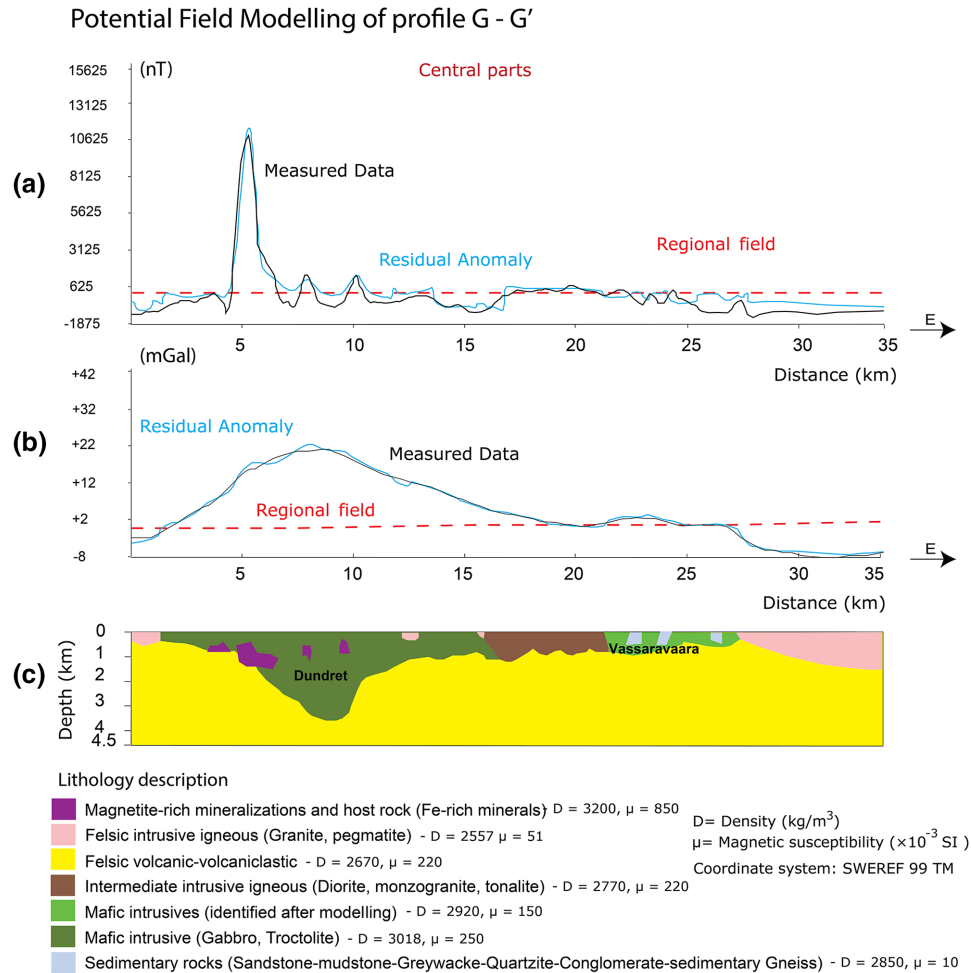 Potential Field Modelling of profile G - G′
(a)
(nT)
Central parts
15625
13125
10625
8125
5625
3125
625
-1875
Measured Data
Residual Anomaly
Regional field
5 10 15 20 25 30 35
E
Distance (km)
(b)
(mGal)
+42
+32
+22
+12
+2
-8
Residual Anomaly
Measured Data
Regional field
5 10 15 20 25 30 35
E
Distance (km)
(c)
Depth (km)
0
1
2
3
4
4.5
Dundret
Vassaravaara
Lithology description
Magnetite-rich mineralizations and host rock (Fe-rich minerals)- D = 3200, μ = 850
Felsic intrusive igneous (Granite, pegmatite) - D = 2557 μ = 51
Felsic volcanic-volcaniclastic - D = 2670, μ = 220
Intermediate intrusive igneous (Diorite, monzogranite, tonalite) - D = 2770, μ = 220
Mafic intrusives (identified after modelling) - D = 2920, μ = 150
Mafic intrusive (Gabbro, Troctolite) - D = 3018, μ = 250
Sedimentary rocks (Sandstone-mudstone-Greywacke-Quartzite-Conglomerate-sedimentary Gneiss) - D = 2850, μ = 10
D= Density (kg/m³)
μ= Magnetic susceptibility (×10⁻³ SI )
Coordinate system: SWEREF 99 TM